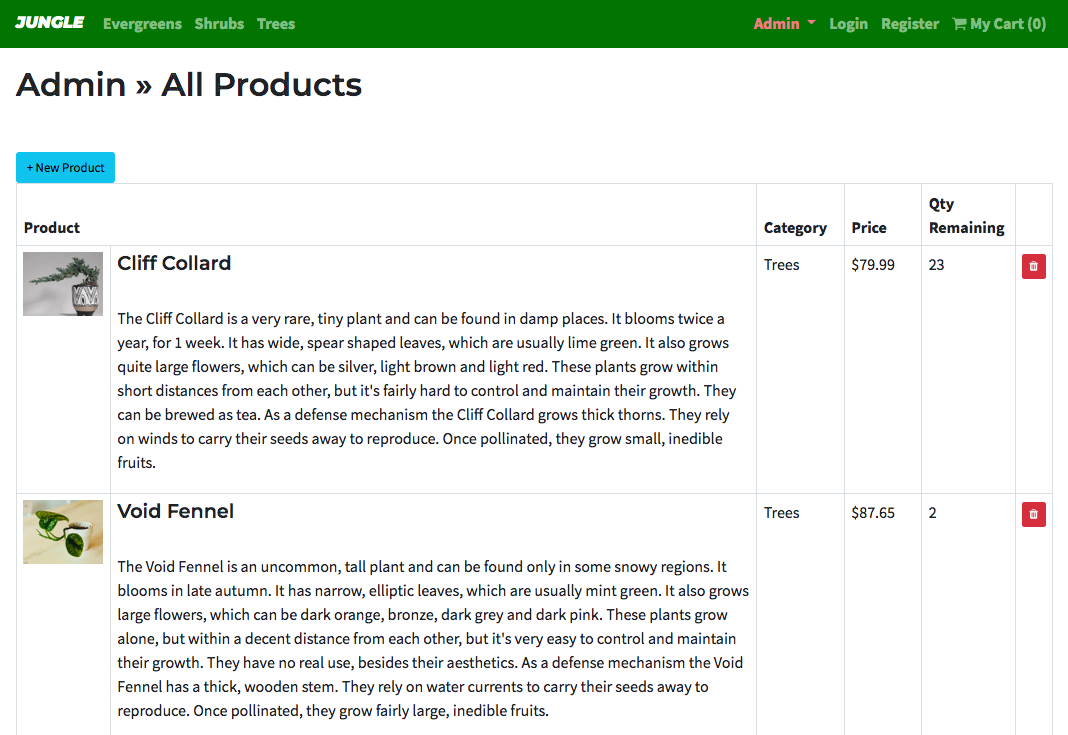 JUNGLE Evergreens Shrubs Trees Admin Login Register My Cart (0)
Admin » All Products
+ New Product
Product Category Price Qty Remaining
Cliff Collard Trees $79.99 23
The Cliff Collard is a very rare, tiny plant and can be found in damp places. It blooms twice a
year, for 1 week. It has wide, spear shaped leaves, which are usually lime green. It also grows
quite large flowers, which can be silver, light brown and light red. These plants grow within
short distances from each other, but it's fairly hard to control and maintain their growth. They
can be brewed as tea. As a defense mechanism the Cliff Collard grows thick thorns. They rely
on winds to carry their seeds away to reproduce. Once pollinated, they grow small, inedible
fruits.
Void Fennel Trees $87.65 2
The Void Fennel is an uncommon, tall plant and can be found only in some snowy regions. It
blooms in late autumn. It has narrow, elliptic leaves, which are usually mint green. It also grows
large flowers, which can be dark orange, bronze, dark grey and dark pink. These plants grow
alone, but within a decent distance from each other, but it's very easy to control and maintain
their growth. They have no real use, besides their aesthetics. As a defense mechanism the Void
Fennel has a thick, wooden stem. They rely on water currents to carry their seeds away to
reproduce. Once pollinated, they grow fairly large, inedible fruits.